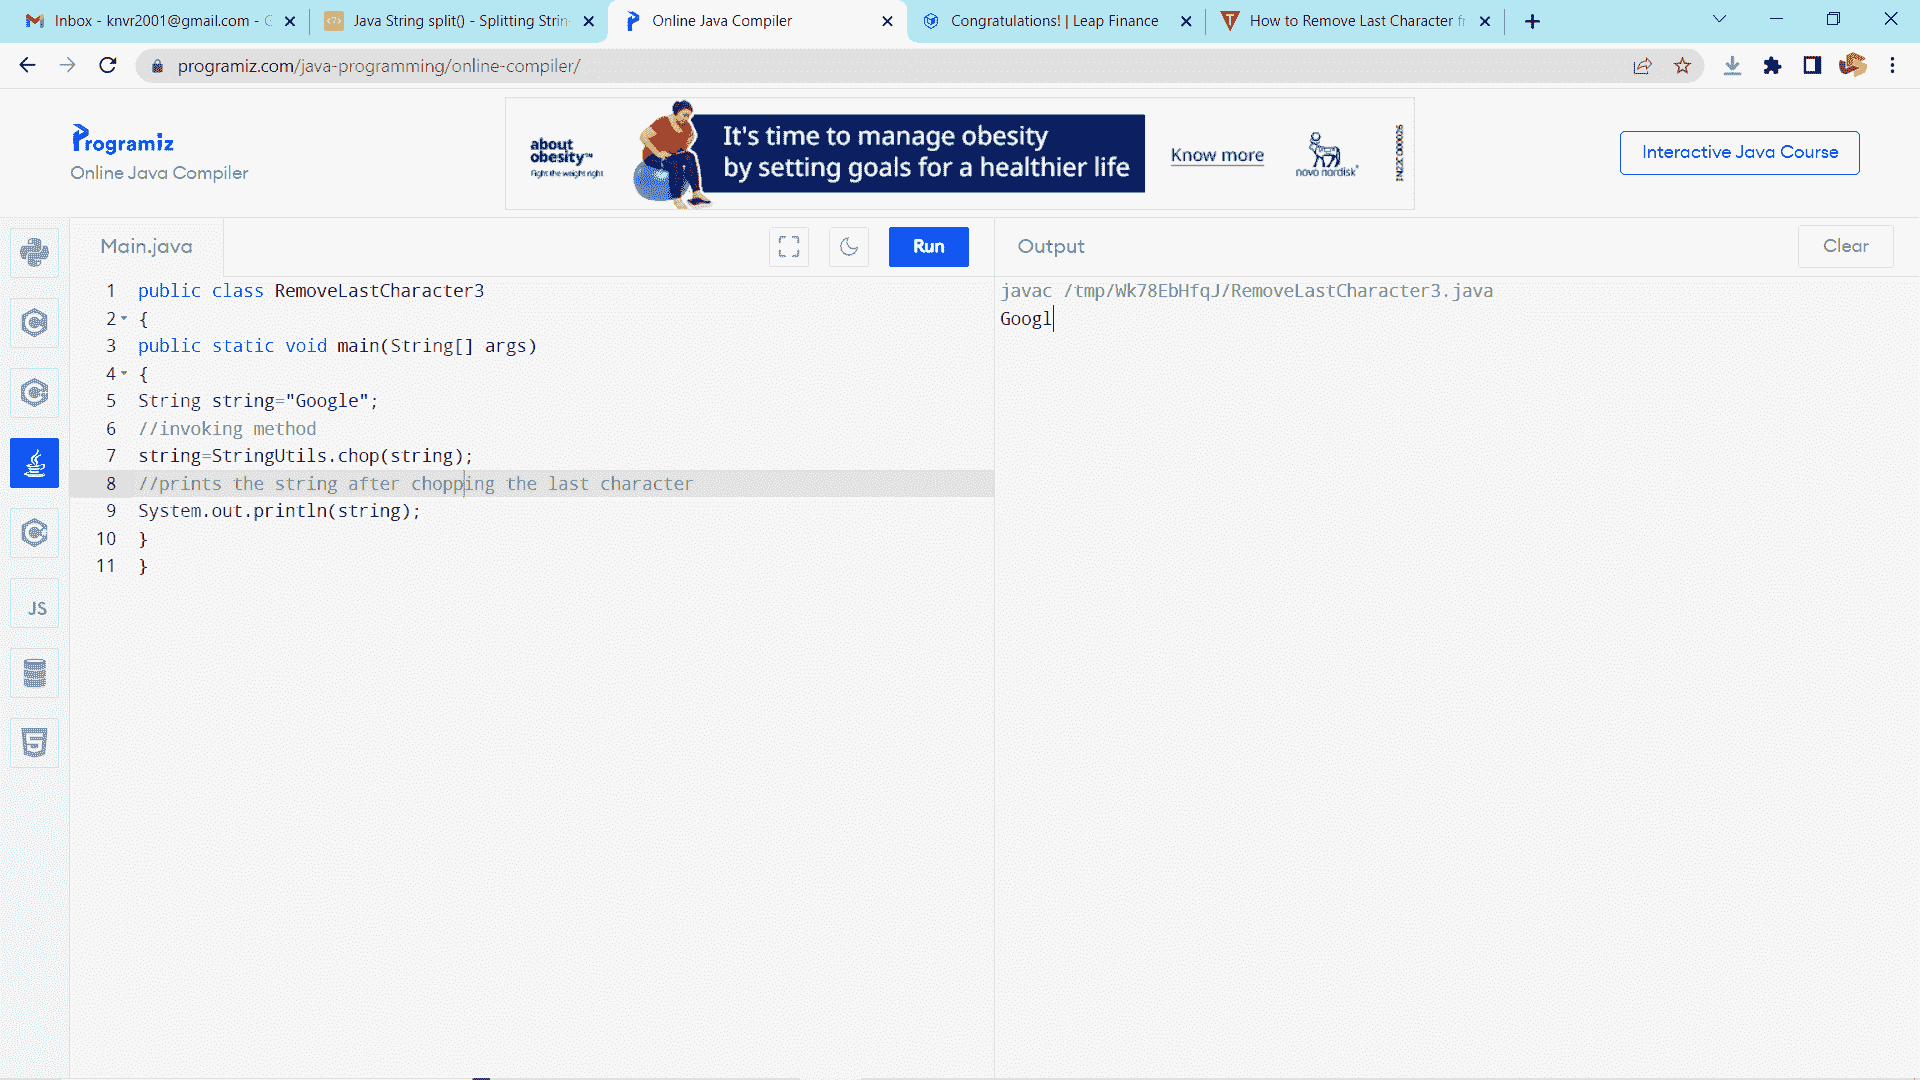 Inbox - knvr2001@gmail.com -
Java String split() - Splitting Strin
Online Java Compiler
Congratulations! | Leap Finance
How to Remove Last Character fr
programiz.com/java-programming/online-compiler/
Programiz
Online Java Compiler
about
obesity™
Fight the weight right
It's time to manage obesity
by setting goals for a healthier life
Know more
novo nordisk®
Interactive Java Course
Main.java
Run
Output
Clear
1 public class RemoveLastCharacter3
2 {
3 public static void main(String[] args)
4 {
5 String string="Google";
6 //invoking method
7 string=StringUtils.chop(string);
8 //prints the string after chopping the last character
9 System.out.println(string);
10 }
11 }
javac /tmp/Wk78EbHfqJ/RemoveLastCharacter3.java
Googl
JS